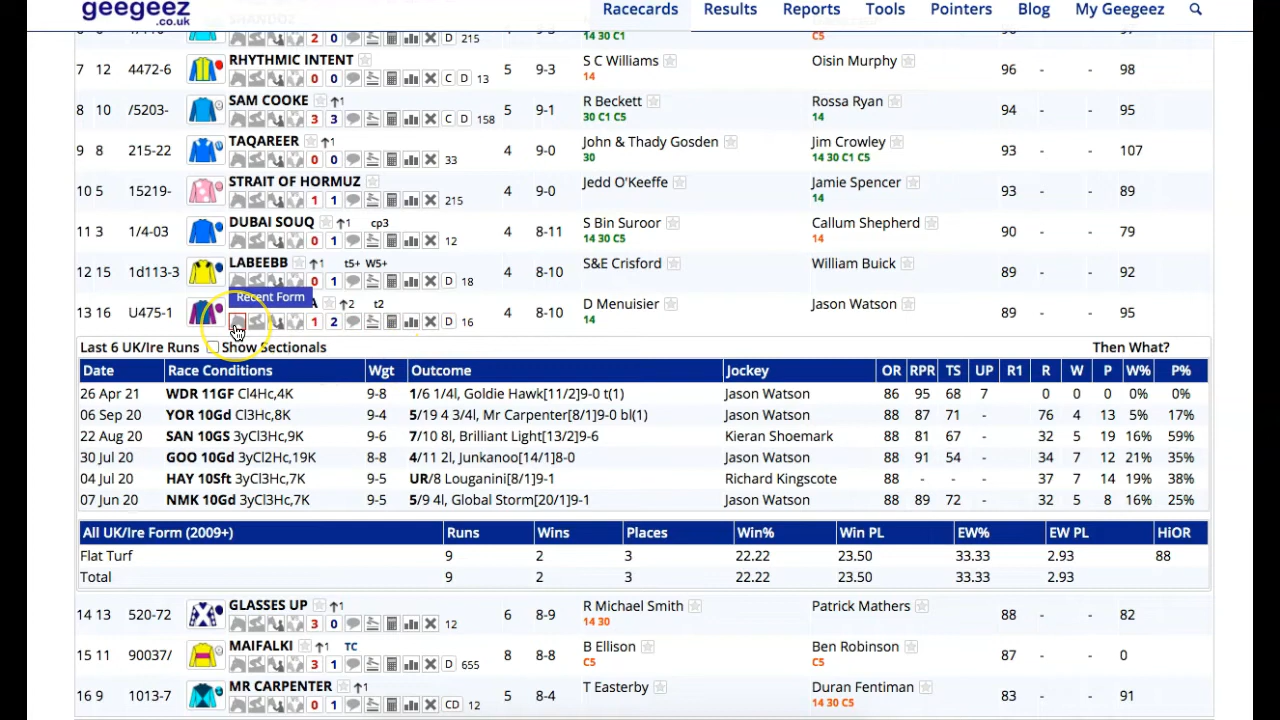 geegeez
.co.uk
Racecards Results Reports Tools Pointers Blog My Geegeez
2 0 D 215 14 30 C1 C5
7 12 4472-6 RHYTHMIC INTENT 5 9-3 S C Williams Oisin Murphy 96 - - 98
0 0 C D 13 14
8 10 /5203- SAM COOKE 1 5 9-1 R Beckett Rossa Ryan 94 - - 95
3 3 C D 158 30 C1 C5 14
9 8 215-22 TAQAREER 1 4 9-0 John & Thady Gosden Jim Crowley 93 - - 107
0 0 33 30 14 30 C1 C5
10 5 15219- STRAIT OF HORMUZ 4 9-0 Jedd O'Keeffe Jamie Spencer 93 - - 89
1 1 215 14
11 3 1/4-03 DUBAI SOUQ 1 cp3 4 8-11 S Bin Suroor Callum Shepherd 90 - - 79
0 1 12 14 30 C5 14
12 15 1d113-3 LABEEBB 1 t5+ W5+ 4 8-10 S&E Crisford William Buick 89 - - 92
0 1 D 18
Recent Form
13 16 U475-1 A 2 t2 4 8-10 D Menuisier Jason Watson 89 - - 95
1 2 D 16 14
Last 6 UK/Ire Runs Show Sectionals Then What?
Date Race Conditions Wgt Outcome Jockey OR RPR TS UP R1 R W P W% P%
26 Apr 21 WDR 11GF Cl4Hc,4K 9-8 1/6 1/4l, Goldie Hawk[11/2]9-0 t(1) Jason Watson 86 95 68 7 0 0 0 0% 0%
06 Sep 20 YOR 10Gd Cl3Hc,8K 9-4 5/19 4 3/4l, Mr Carpenter[8/1]9-0 bl(1) Jason Watson 88 87 71 - 76 4 13 5% 17%
22 Aug 20 SAN 10GS 3yCl3Hc,9K 9-6 7/10 8l, Brilliant Light[13/2]9-6 Kieran Shoemark 88 81 67 - 32 5 19 16% 59%
30 Jul 20 GOO 10Gd 3yCl2Hc,19K 8-8 4/11 2l, Junkanoo[14/1]8-0 Jason Watson 88 91 54 - 34 7 12 21% 35%
04 Jul 20 HAY 10Sft 3yCl3Hc,7K 9-5 UR/8 Louganini[8/1]9-1 Richard Kingscote 88 - - - 37 7 14 19% 38%
07 Jun 20 NMK 10Gd 3yCl3Hc,7K 9-5 5/9 4l, Global Storm[20/1]9-1 Jason Watson 88 89 72 - 32 5 8 16% 25%
All UK/Ire Form (2009+) Runs Wins Places Win% Win PL EW% EW PL HiOR
Flat Turf 9 2 3 22.22 23.50 33.33 2.93 88
Total 9 2 3 22.22 23.50 33.33 2.93
14 13 520-72 GLASSES UP 1 6 8-9 R Michael Smith Patrick Mathers 88 - - 82
3 0 12 14 30
15 11 90037/ MAIFALKI 1 TC 8 8-8 B Ellison Ben Robinson 87 - - 0
3 1 D 655 C5 C5
16 9 1013-7 MR CARPENTER 1 5 8-4 T Easterby Duran Fentiman 83 - - 91
0 1 CD 12 14 30 C5